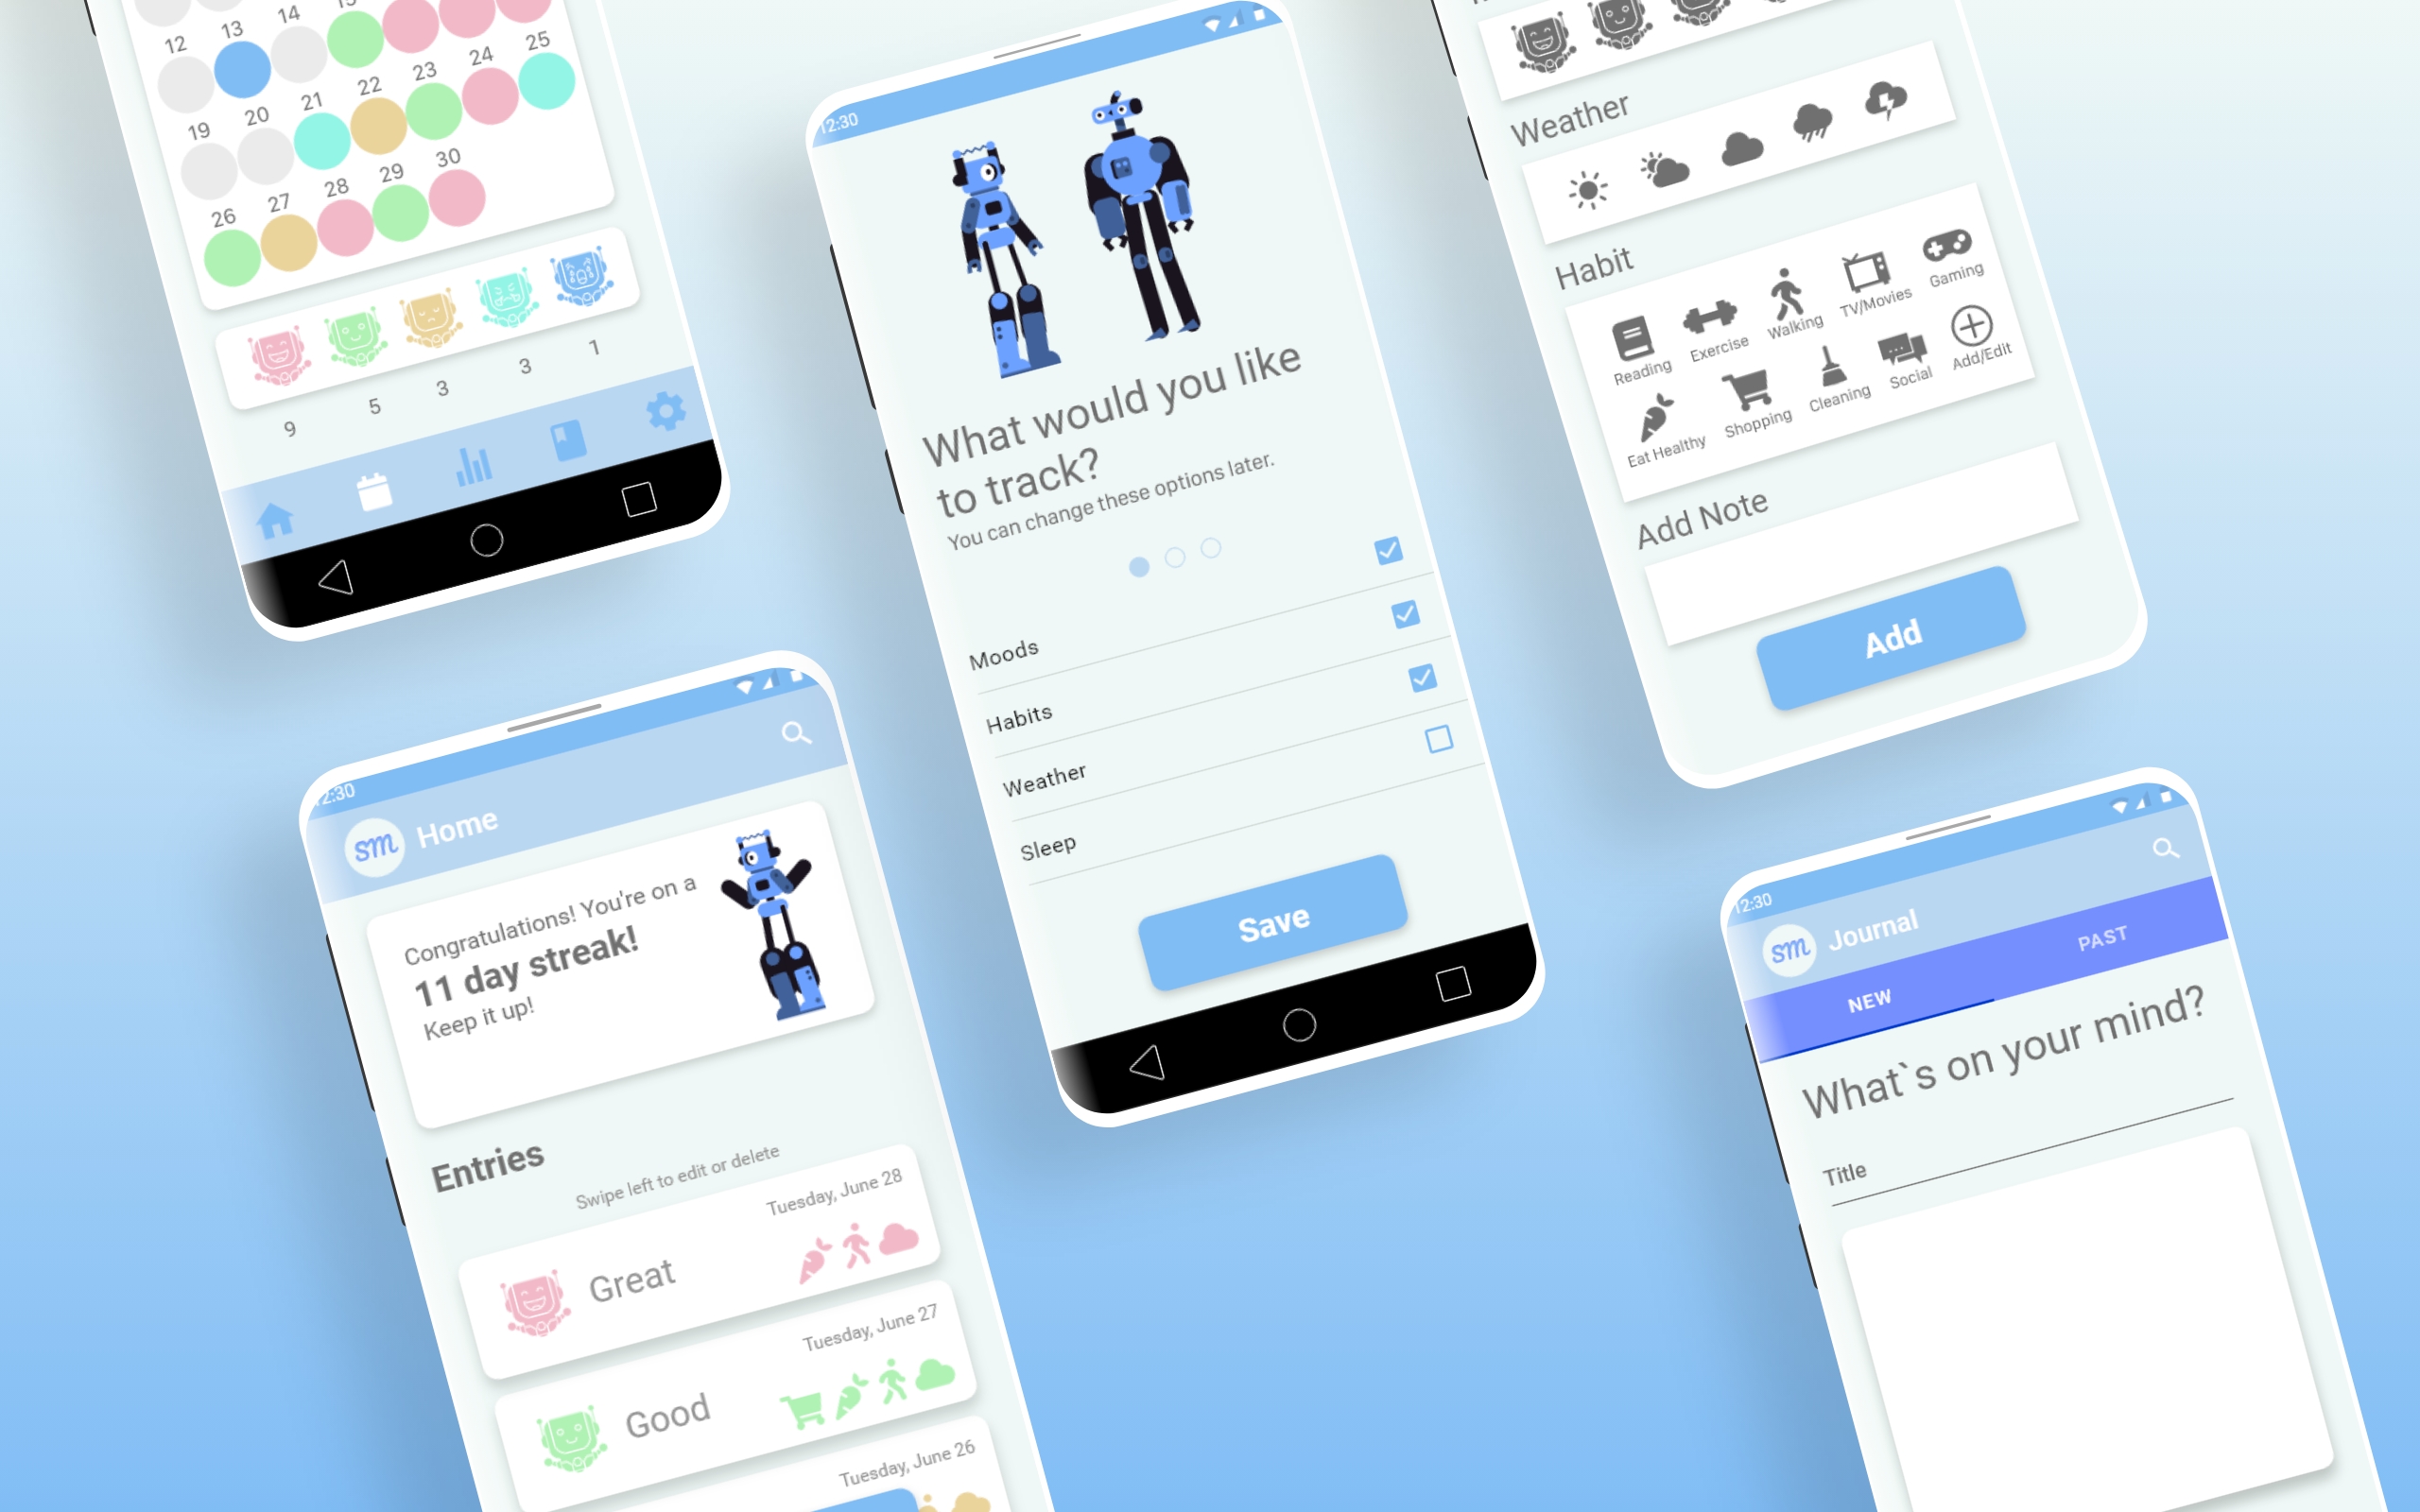 12
13
14
15
19
20
21
22
23
24
25
26
27
28
29
30
9
5
3
3
1
12:30
What would you like
to track?
You can change these options later.
Moods
Habits
Weather
Sleep
Save
Weather
Habit
Reading
Exercise
Walking
TV/Movies
Gaming
Eat Healthy
Shopping
Cleaning
Social
Add/Edit
Add Note
Add
12:30
sm Home
Congratulations! You're on a
11 day streak!
Keep it up!
Entries
Swipe left to edit or delete
Tuesday, June 28
Great
Tuesday, June 27
Good
Tuesday, June 26
12:30
sm Journal
NEW
PAST
What`s on your mind?
Title